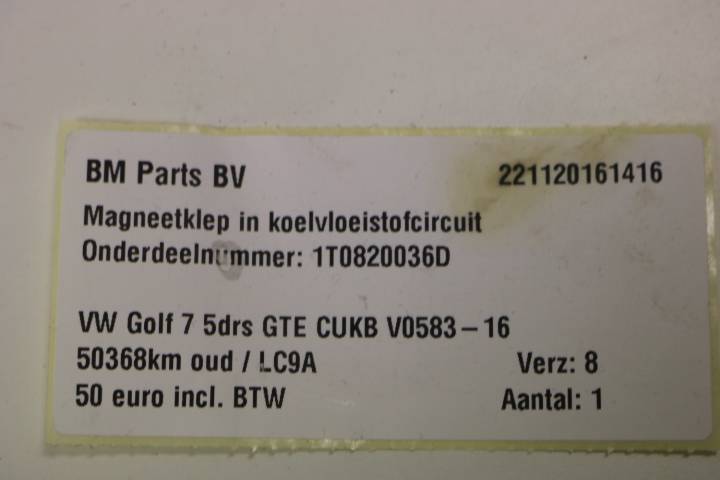 BM Parts BV 221120161416
Magneetklep in koelvloeistofcircuit
Onderdeelnummer: 1T0820036D
VW Golf 7 5drs GTE CUKB V0583-16
50368km oud / LC9A Verz: 8
50 euro incl. BTW Aantal: 1